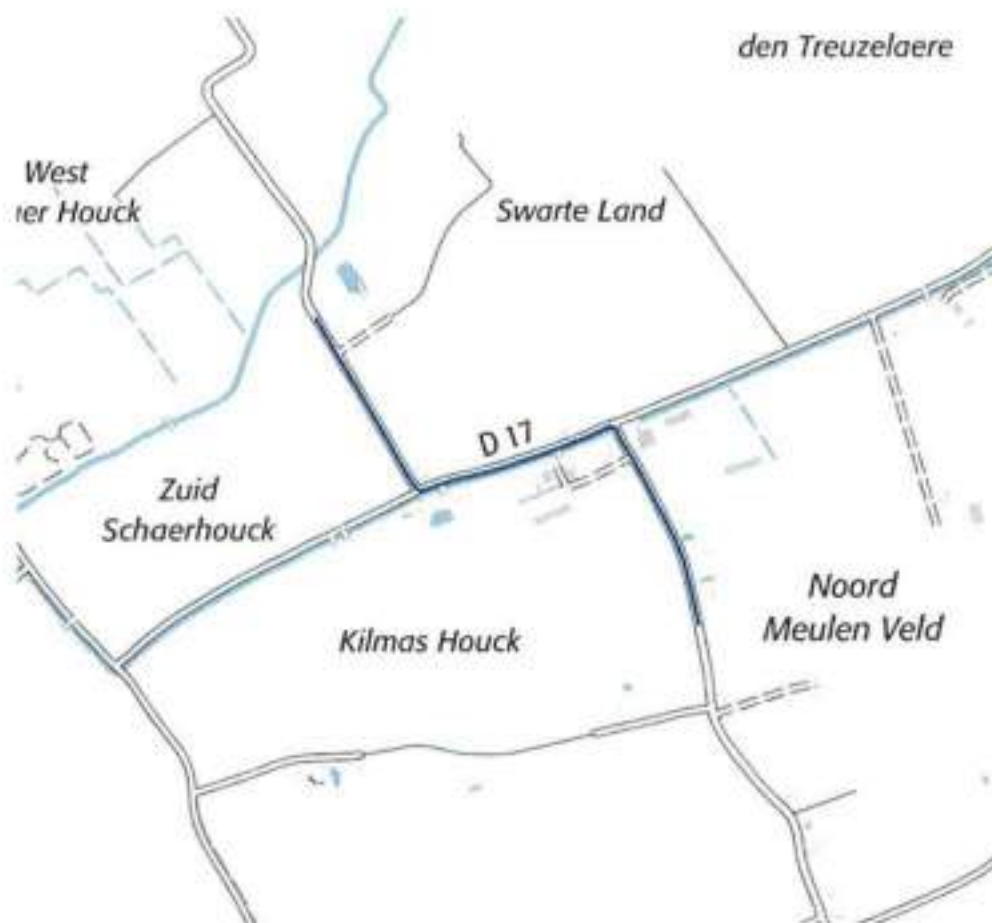 den Treuzelaere
West
Houck
Swarte Land
D 17
Zuid
Schaerhouck
Noord
Meulen Veld
Kilmas Houck